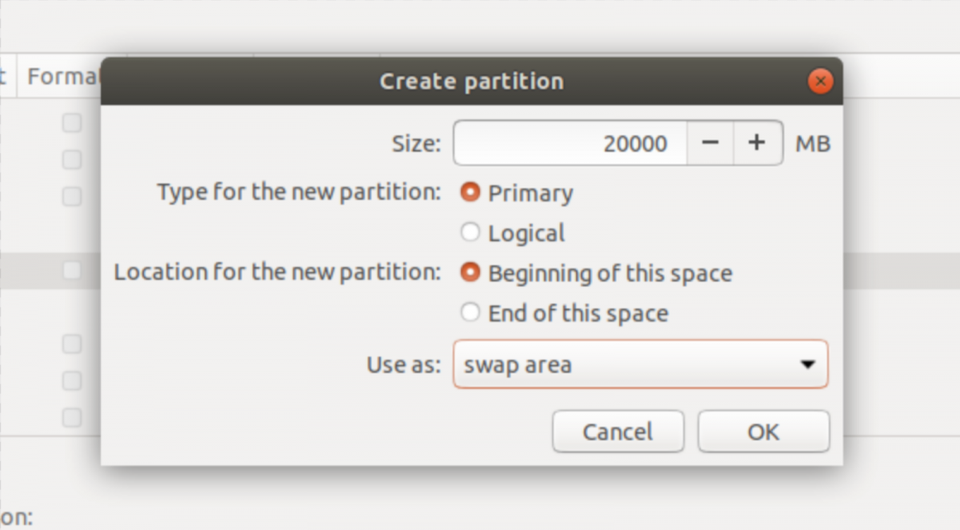 Create partition
t Forma
Size: 20000 − + MB
Type for the new partition: Primary
Logical
Location for the new partition: Beginning of this space
End of this space
Use as: swap area
Cancel OK
on: